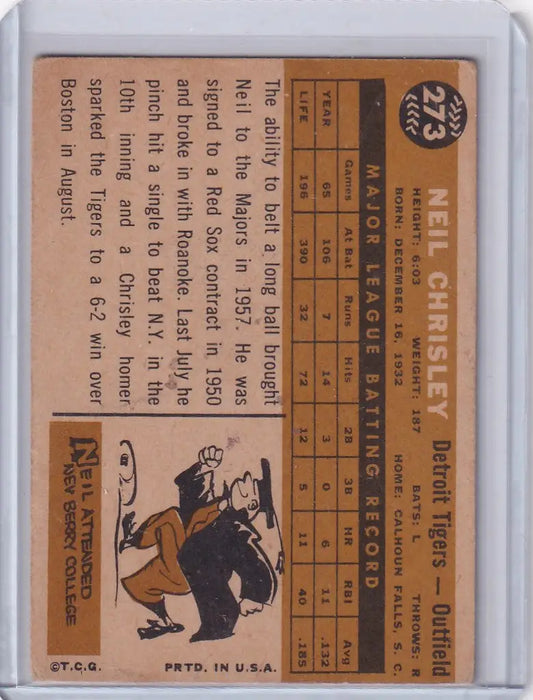 273
NEIL CHRISLEY Detroit Tigers — Outfield
HEIGHT: 6:03 WEIGHT: 187 BATS: L THROWS: R
BORN: DECEMBER 16, 1932 HOME: CALHOUN FALLS, S. C.
MAJOR LEAGUE BATTING RECORD
Games At Bat Runs Hits 2B 3B HR RBI Avg
YEAR 65 106 7 14 3 0 6 11 .132
LIFE 196 390 32 72 12 5 11 40 .185
The ability to belt a long ball brought
Neil to the Majors in 1957. He was
signed to a Red Sox contract in 1950
and broke in with Roanoke. Last July he
pinch hit a single to beat N.Y. in the
10th inning and a Chrisley homer
sparked the Tigers to a 6-2 win over
Boston in August.
NEIL ATTENDED
NEW BERRY COLLEGE
©T.C.G. PRTD. IN U.S.A.